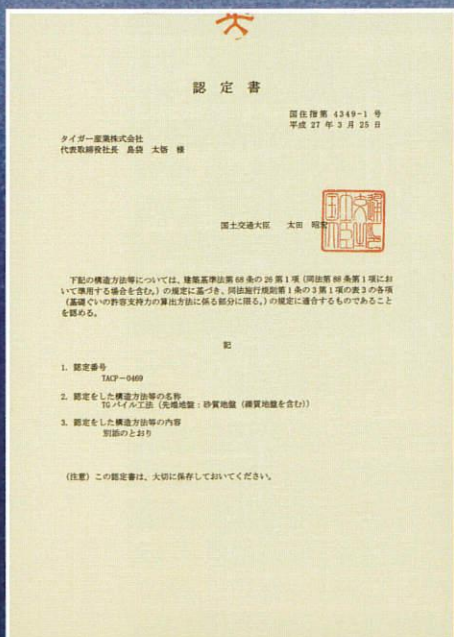 認定書
国住指第 4349-1 号
平成 27 年 3 月 25 日
タイガー産業株式会社
代表取締役社長 島袋 太悟 様
国土交通大臣 太田 昭宏
下記の構造方法等については、建築基準法第 68 条の 26 第 1 項(同法第 88 条第 1 項にお
いて準用する場合を含む。)の規定に基づき、同法施行規則第 1 条の 3 第 1 項の表 3 の各項
(基礎ぐいの許容支持力の算出方法に係る部分に限る。)の規定に適合するものであること
を認める。
記
1. 認定番号
TACP-0469
2. 認定をした構造方法等の名称
TG パイル工法(先端地盤:砂質地盤(礫質地盤を含む))
3. 認定をした構造方法等の内容
別添のとおり
(注意)この認定書は、大切に保存しておいてください。